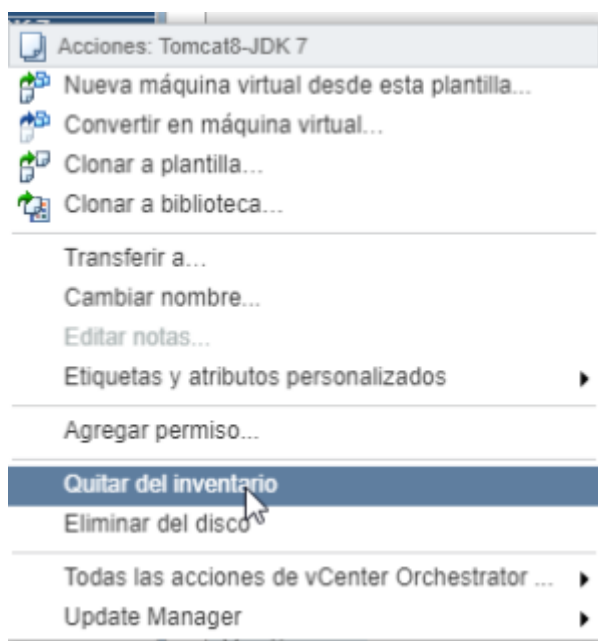 Acciones: Tomcat8-JDK 7
Nueva máquina virtual desde esta plantilla...
Convertir en máquina virtual...
Clonar a plantilla...
Clonar a biblioteca...
Transferir a...
Cambiar nombre...
Editar notas...
Etiquetas y atributos personalizados
Agregar permiso...
Quitar del inventario
Eliminar del disco
Todas las acciones de vCenter Orchestrator ...
Update Manager